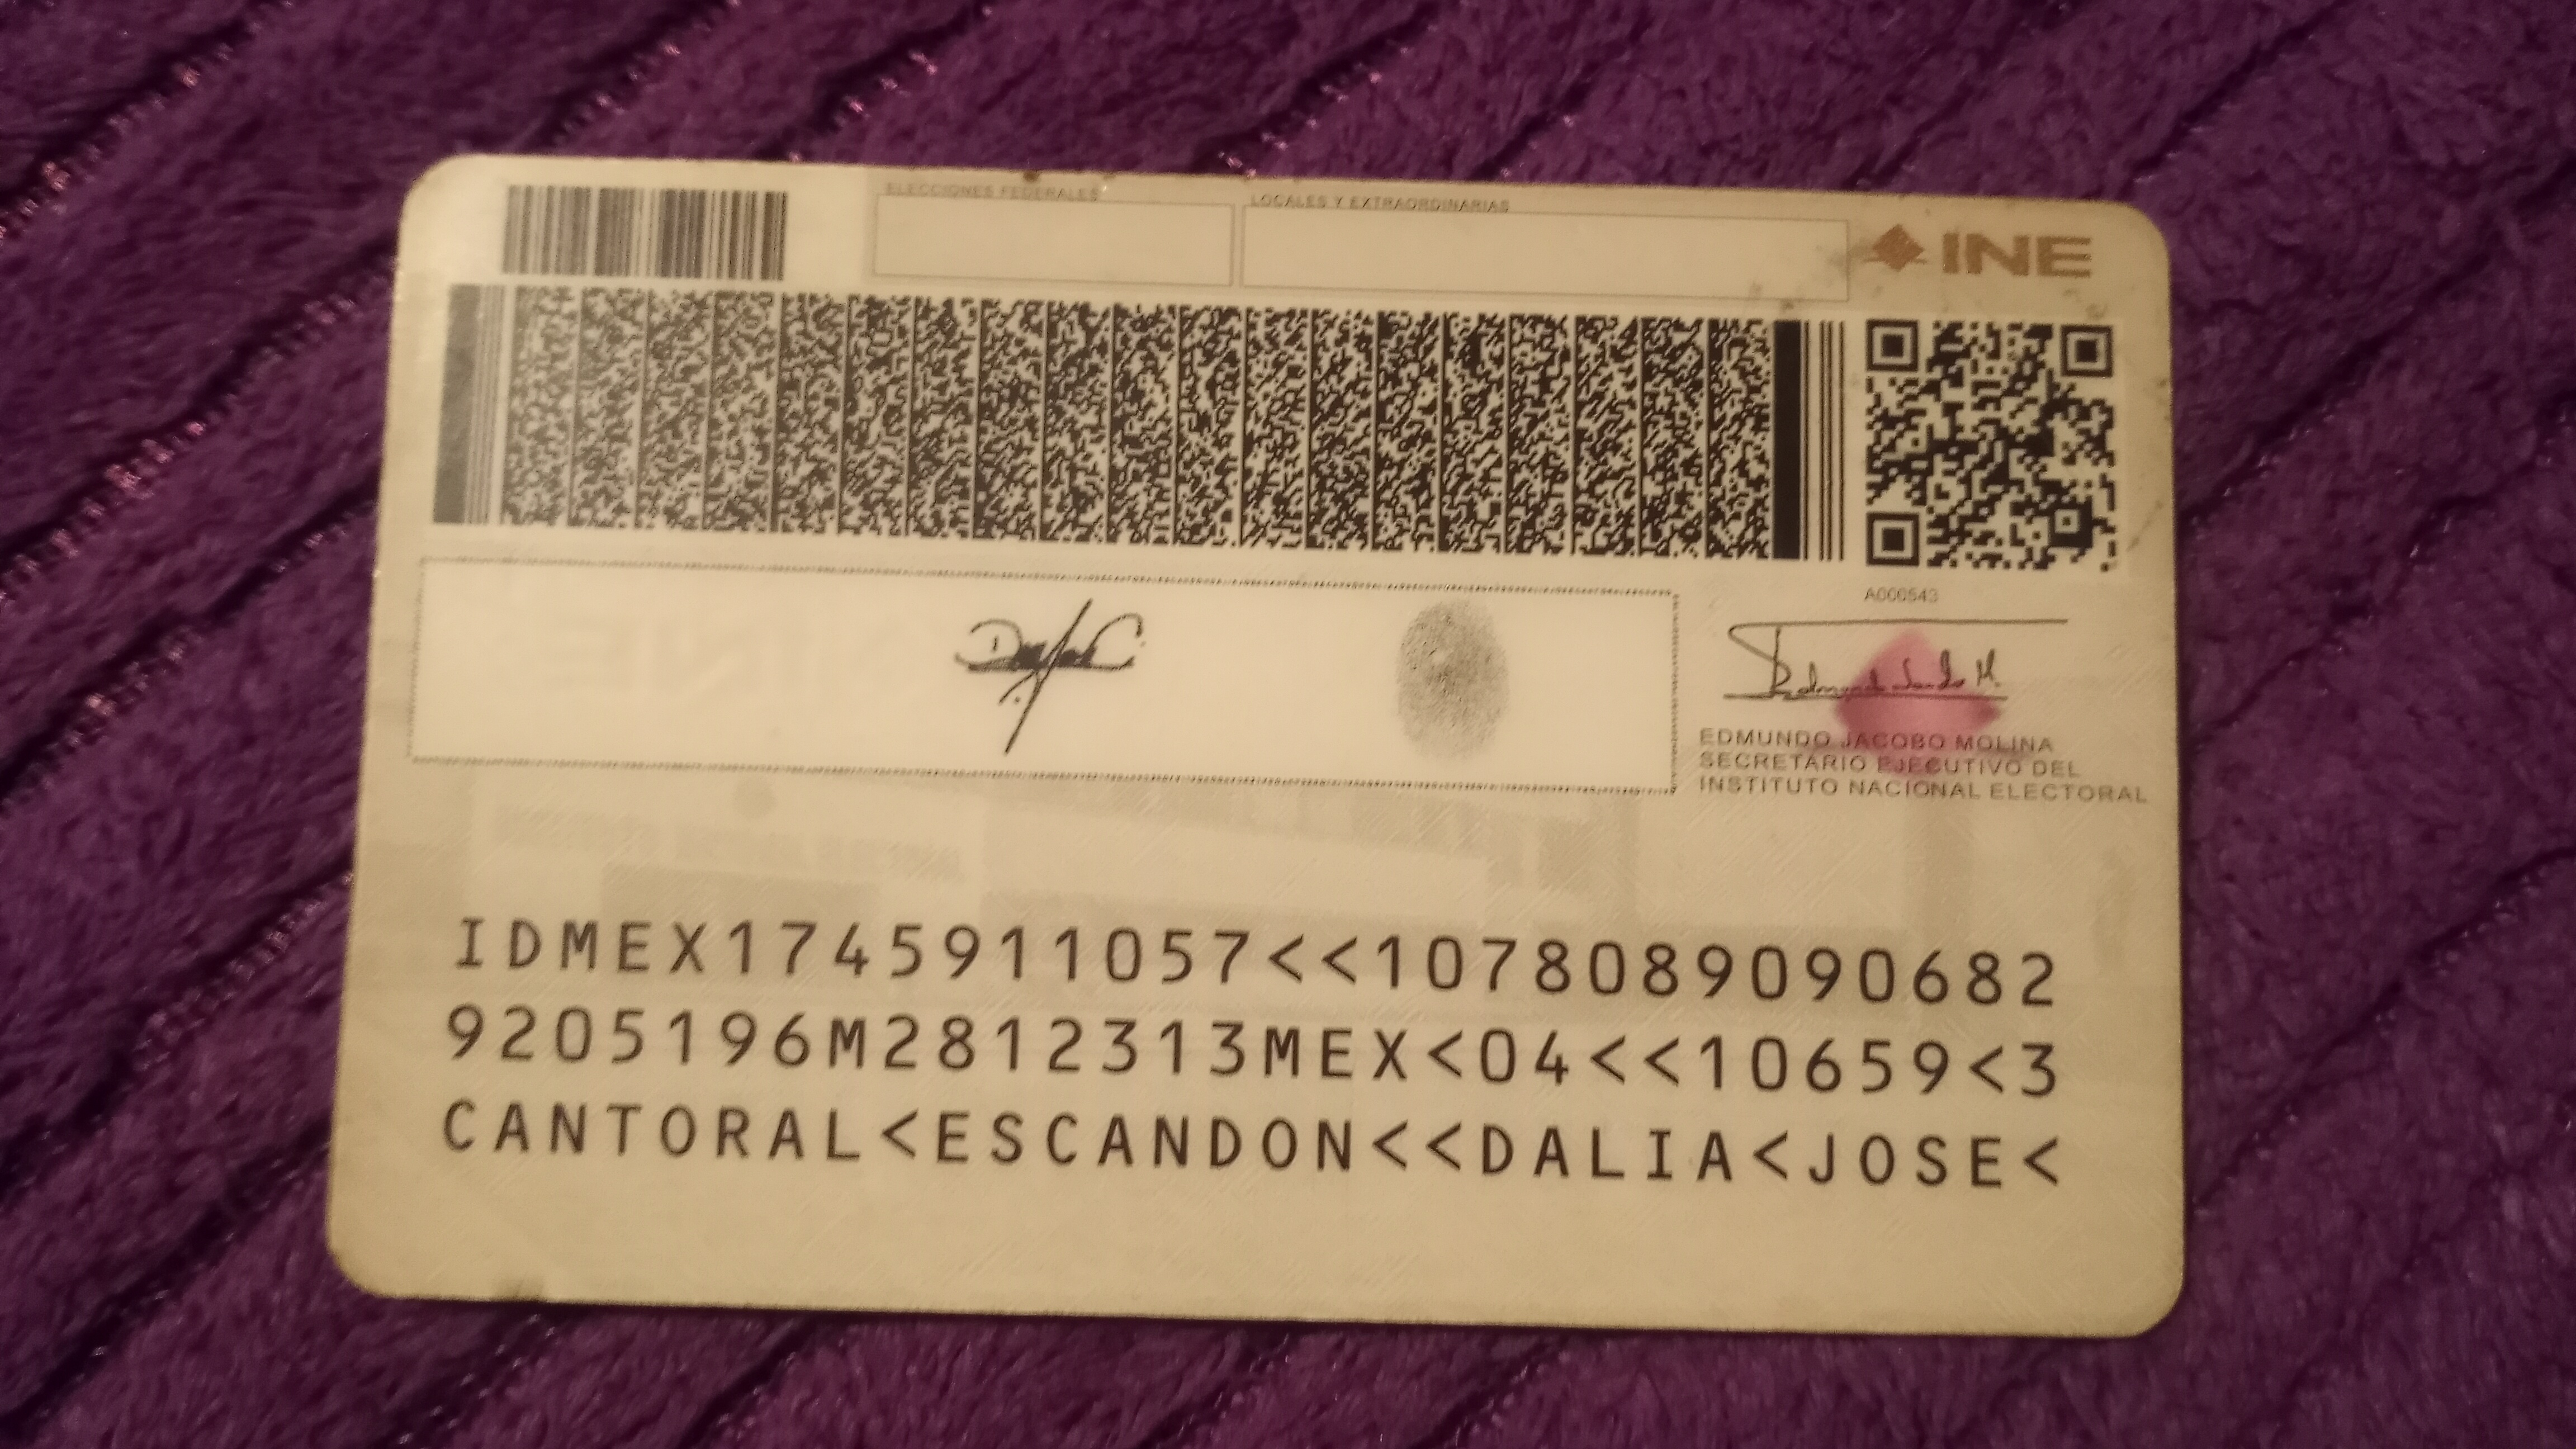 ELECCIONES FEDERALES
LOCALES Y EXTRAORDINARIAS
INE
A000543
EDMUNDO JACOBO MOLINA
SECRETARIO EJECUTIVO DEL
INSTITUTO NACIONAL ELECTORAL
IDMEX1745911057<<1078089090682
9205196M2812313MEX<04<<10659<3
CANTORAL<ESCANDON<<DALIA<JOSE<